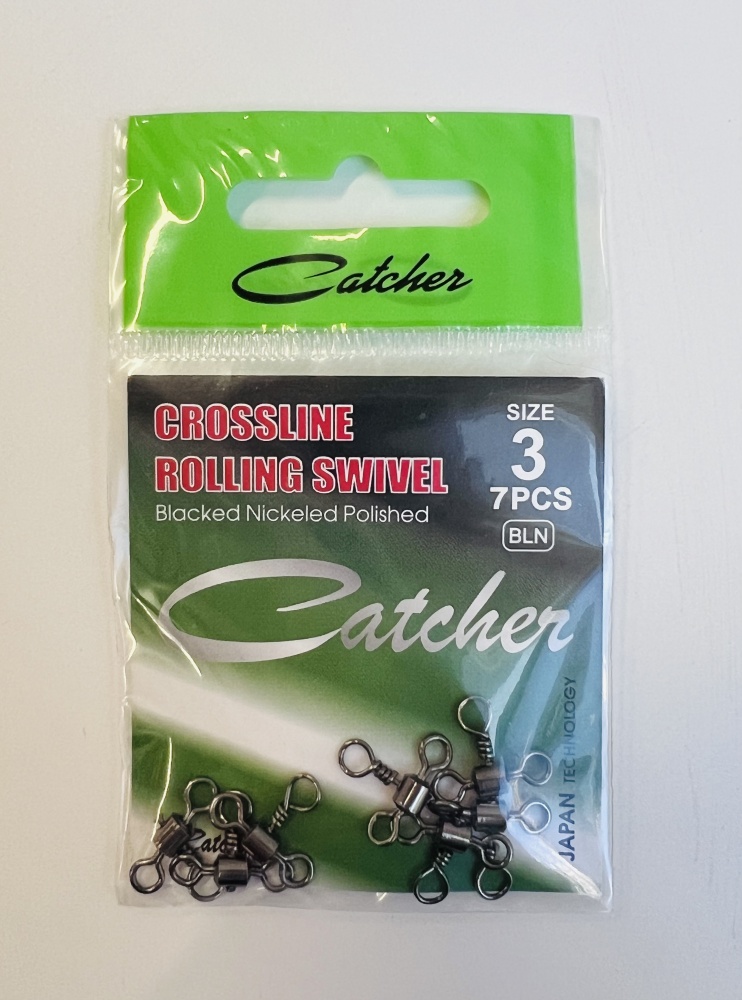 Catcher
CROSSLINE
ROLLING SWIVEL
Blacked Nickeled Polished
SIZE
3
7PCS
BLN
Catcher
JAPAN TECHNOLOGY